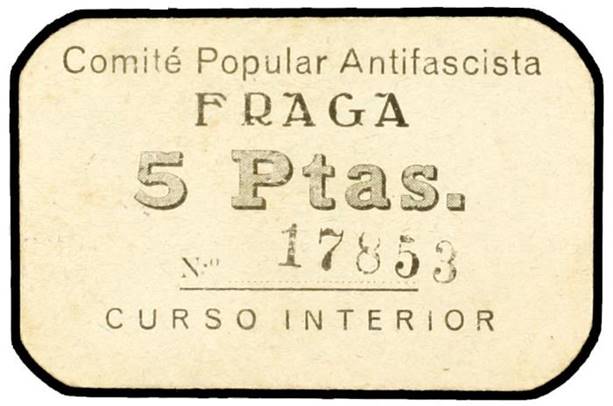 Comité Popular Antifascista
FRAGA
5 Ptas.
N.º 17853
CURSO INTERIOR